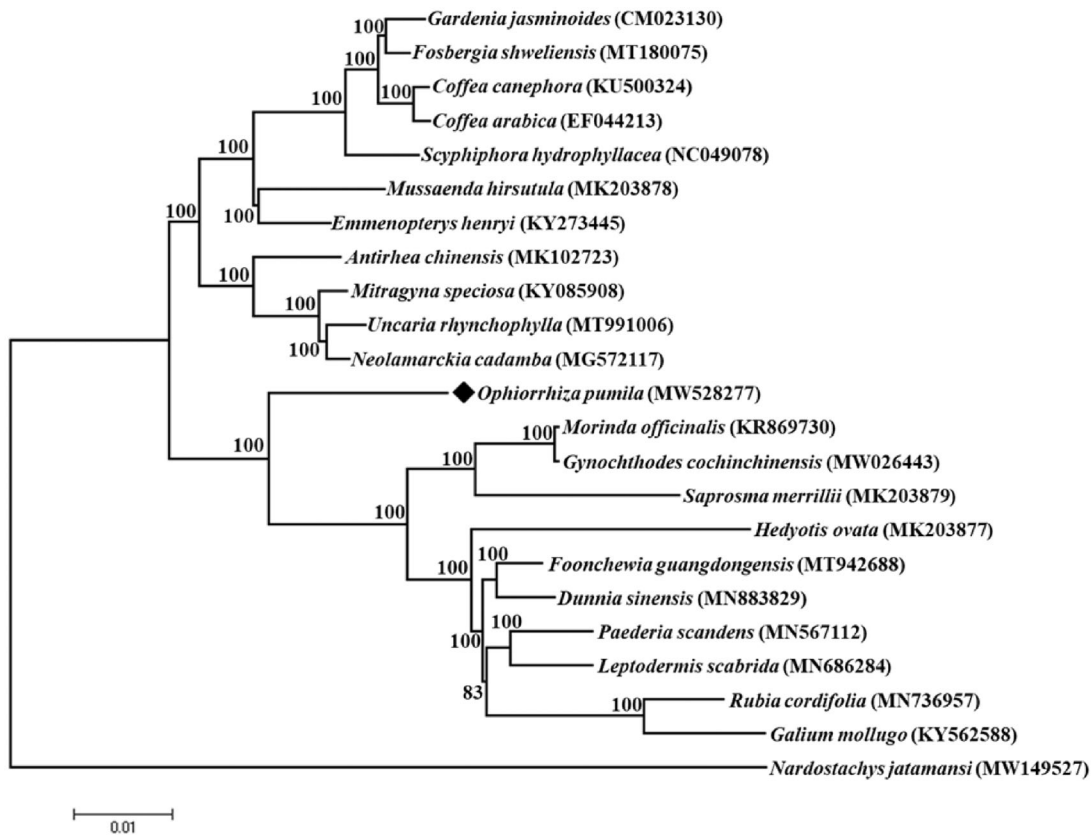 Gardenia jasminoides (CM023130)
100
Fosbergia shweliensis (MT180075)
100
Coffea canephora (KU500324)
100
100
Coffea arabica (EF044213)
Scyphiphora hydrophyllacea (NC049078)
100
Mussaenda hirsutula (MK203878)
100
100
Emmenopterys henryi (KY273445)
Antirhea chinensis (MK102723)
100
Mitragyna speciosa (KY085908)
100
Uncaria rhynchophylla (MT991006)
100
Neolamarckia cadamba (MG572117)
Ophiorrhiza pumila (MW528277)
100
Morinda officinalis (KR869730)
100
100
Gynochthodes cochinchinensis (MW026443)
Saprosma merrillii (MK203879)
100
Hedyotis ovata (MK203877)
100
100
Foonchewia guangdongensis (MT942688)
Dunnia sinensis (MN883829)
100
100
Paederia scandens (MN567112)
Leptodermis scabrida (MN686284)
83
100
Rubia cordifolia (MN736957)
Galium mollugo (KY562588)
Nardostachys jatamansi (MW149527)
0.01